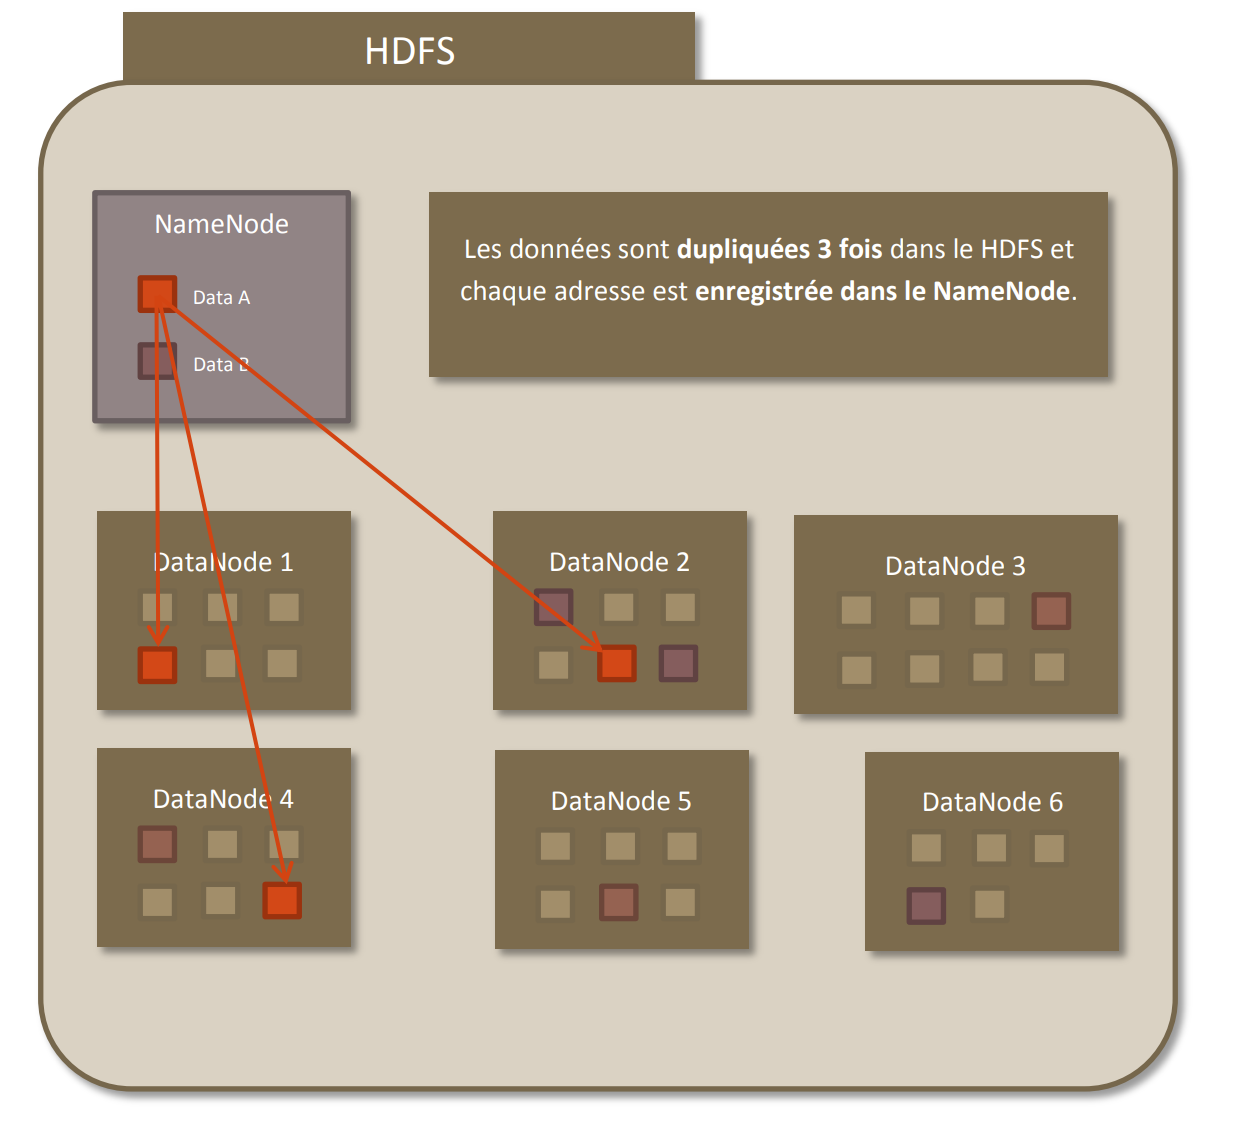 HDFS
NameNode
Data A
Data B
Les données sont dupliquées 3 fois dans le HDFS et
chaque adresse est enregistrée dans le NameNode.
DataNode 1
DataNode 2
DataNode 3
DataNode 4
DataNode 5
DataNode 6